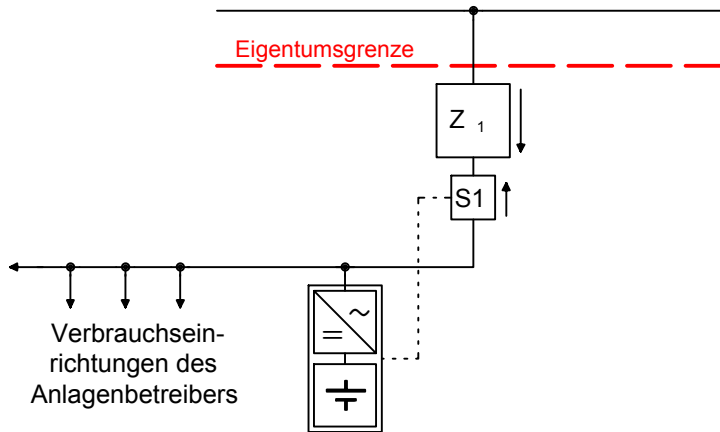 Eigentumsgrenze
Z 1
S1
Verbrauchsein-
richtungen des
Anlagenbetreibers